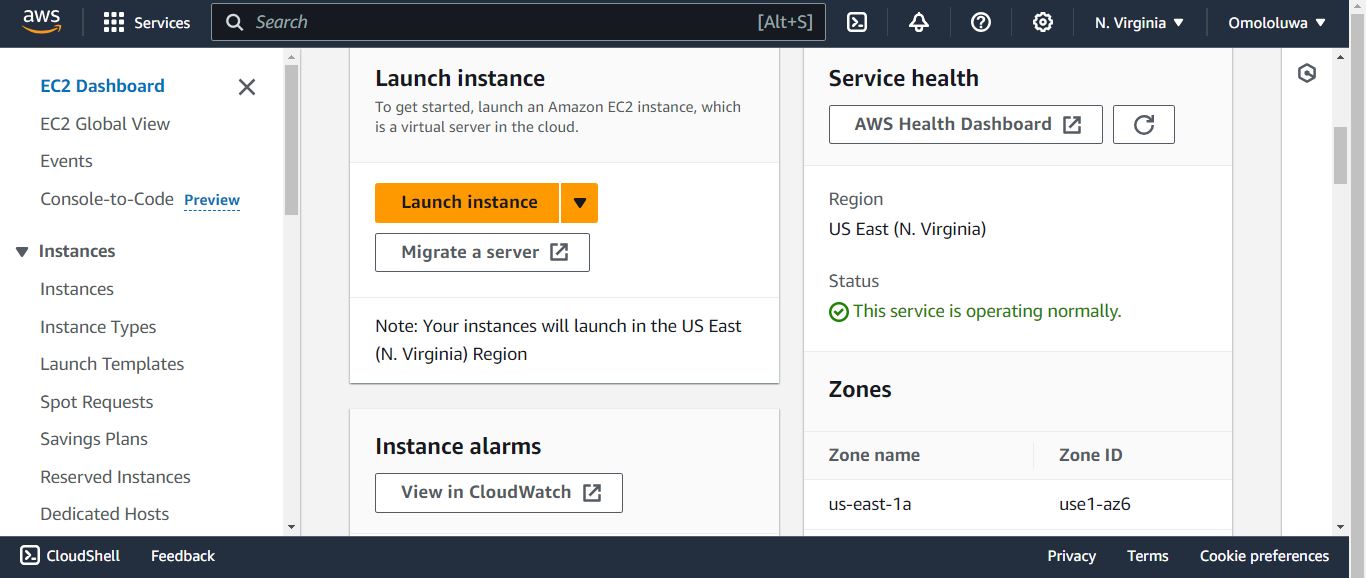 aws
Services
Search
[Alt+S]
N. Virginia
Omololuwa
EC2 Dashboard
EC2 Global View
Events
Console-to-Code Preview
Instances
Instances
Instance Types
Launch Templates
Spot Requests
Savings Plans
Reserved Instances
Dedicated Hosts
Launch instance
To get started, launch an Amazon EC2 instance, which
is a virtual server in the cloud.
Launch instance
Migrate a server
Note: Your instances will launch in the US East
(N. Virginia) Region
Instance alarms
View in CloudWatch
Service health
AWS Health Dashboard
Region
US East (N. Virginia)
Status
This service is operating normally.
Zones
Zone name Zone ID
us-east-1a use1-az6
CloudShell
Feedback
Privacy
Terms
Cookie preferences